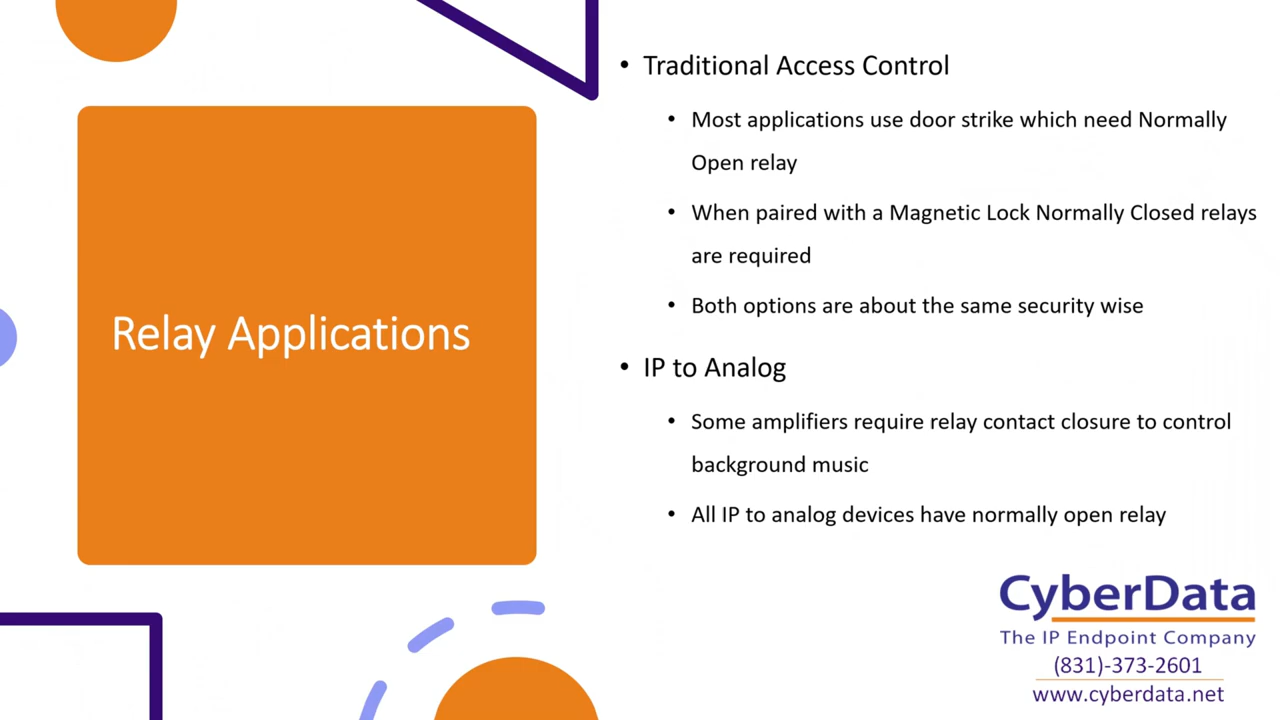 Relay Applications
• Traditional Access Control
• Most applications use door strike which need Normally
Open relay
• When paired with a Magnetic Lock Normally Closed relays
are required
• Both options are about the same security wise
• IP to Analog
• Some amplifiers require relay contact closure to control
background music
• All IP to analog devices have normally open relay
CyberData
The IP Endpoint Company
(831)-373-2601
www.cyberdata.net